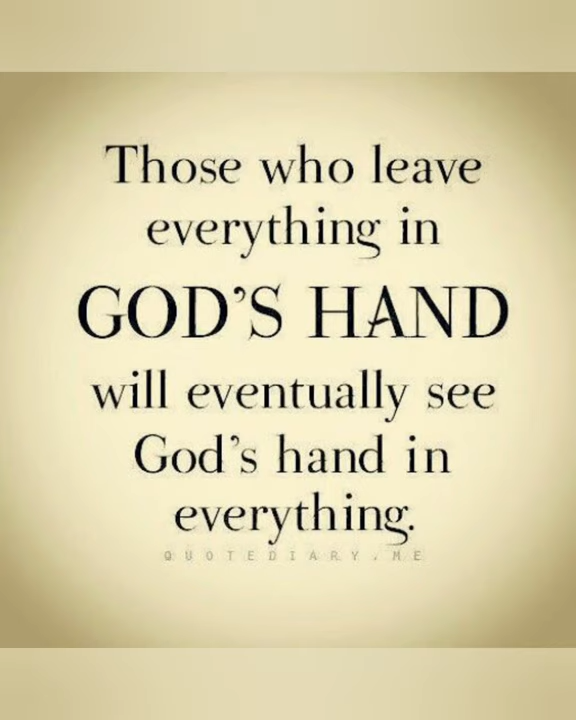 Those who leave
everything in
GOD'S HAND
will eventually see
God's hand in
everything.
QUOTEDIARY.ME